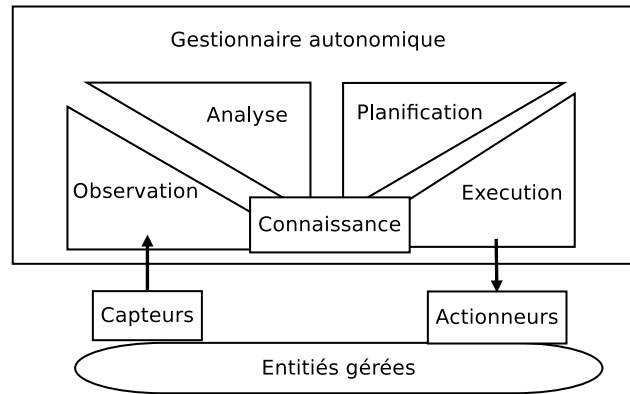 Gestionnaire autonomique
Analyse
Planification
Observation
Execution
Connaissance
Capteurs
Actionneurs
Entitiés gérées